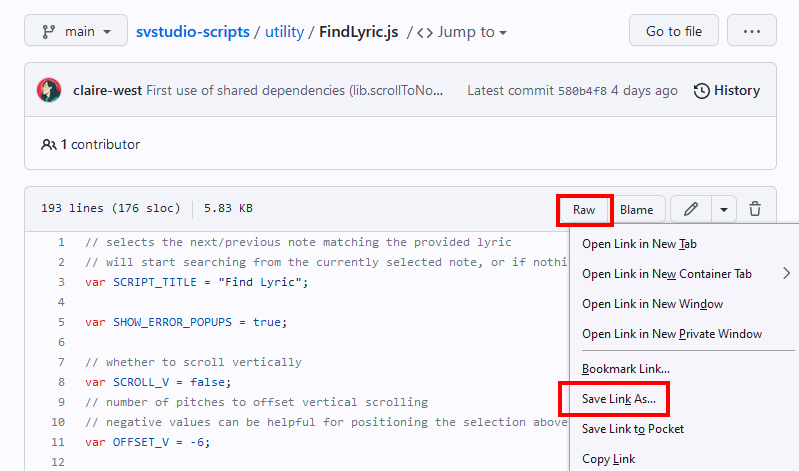 main svstudio-scripts / utility / FindLyric.js / <> Jump to Go to file ...
claire-west First use of shared dependencies (lib.scrollToNo... Latest commit 580b4f8 4 days ago History
1 contributor
193 lines (176 sloc) 5.83 KB Raw Blame
1 // selects the next/previous note matching the provided lyric
2 // will start searching from the currently selected note, or if nothi
3 var SCRIPT_TITLE = "Find Lyric";
4
5 var SHOW_ERROR_POPUPS = true;
6
7 // whether to scroll vertically
8 var SCROLL_V = false;
9 // number of pitches to offset vertical scrolling
10 // negative values can be helpful for positioning the selection above
11 var OFFSET_V = -6;
12
Open Link in New Tab
Open Link in New Container Tab
Open Link in New Window
Open Link in New Private Window
Bookmark Link...
Save Link As...
Save Link to Pocket
Copy Link